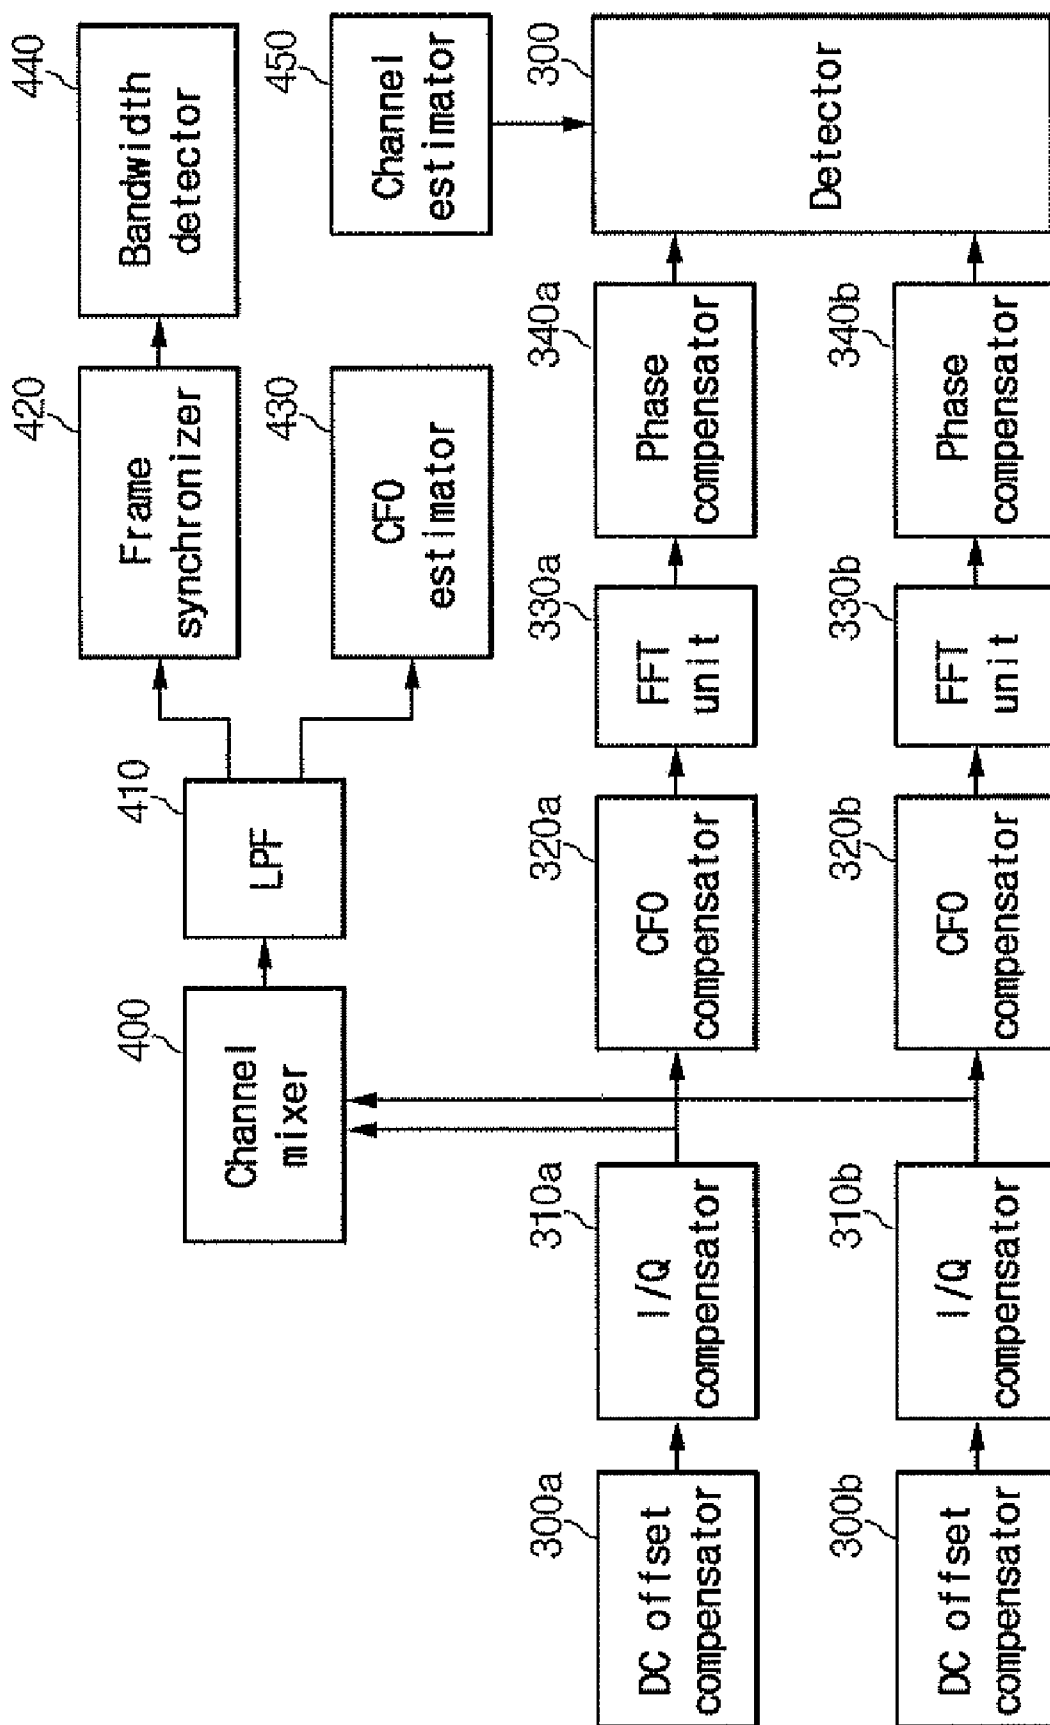 440
Bandwidth
detector
420
Frame
synchronizer
410
LPF
400
Channel
mixer
430
CFO
estimator
450
Channel
estimator
300a
DC offset
compensator
310a
I/Q
compensator
320a
CFO
compensator
330a
FFT
unit
340a
Phase
compensator
300
Detector
300b
DC offset
compensator
310b
I/Q
compensator
320b
CFO
compensator
330b
FFT
unit
340b
Phase
compensator